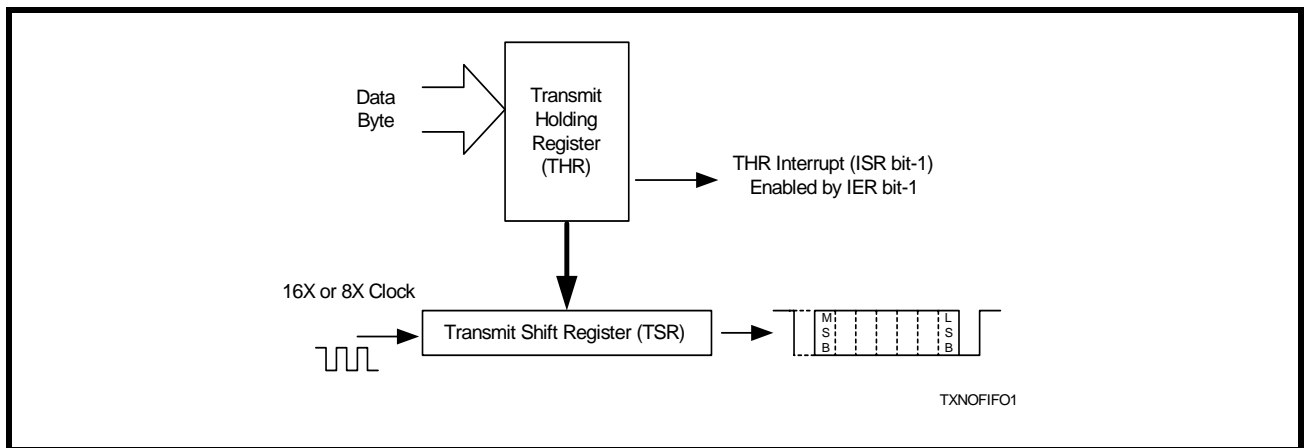 Data
Byte
Transmit
Holding
Register
(THR)
THR Interrupt (ISR bit-1)
Enabled by IER bit-1
16X or 8X Clock
Transmit Shift Register (TSR)
M
S
B
L
S
B
TXNOFIFO1